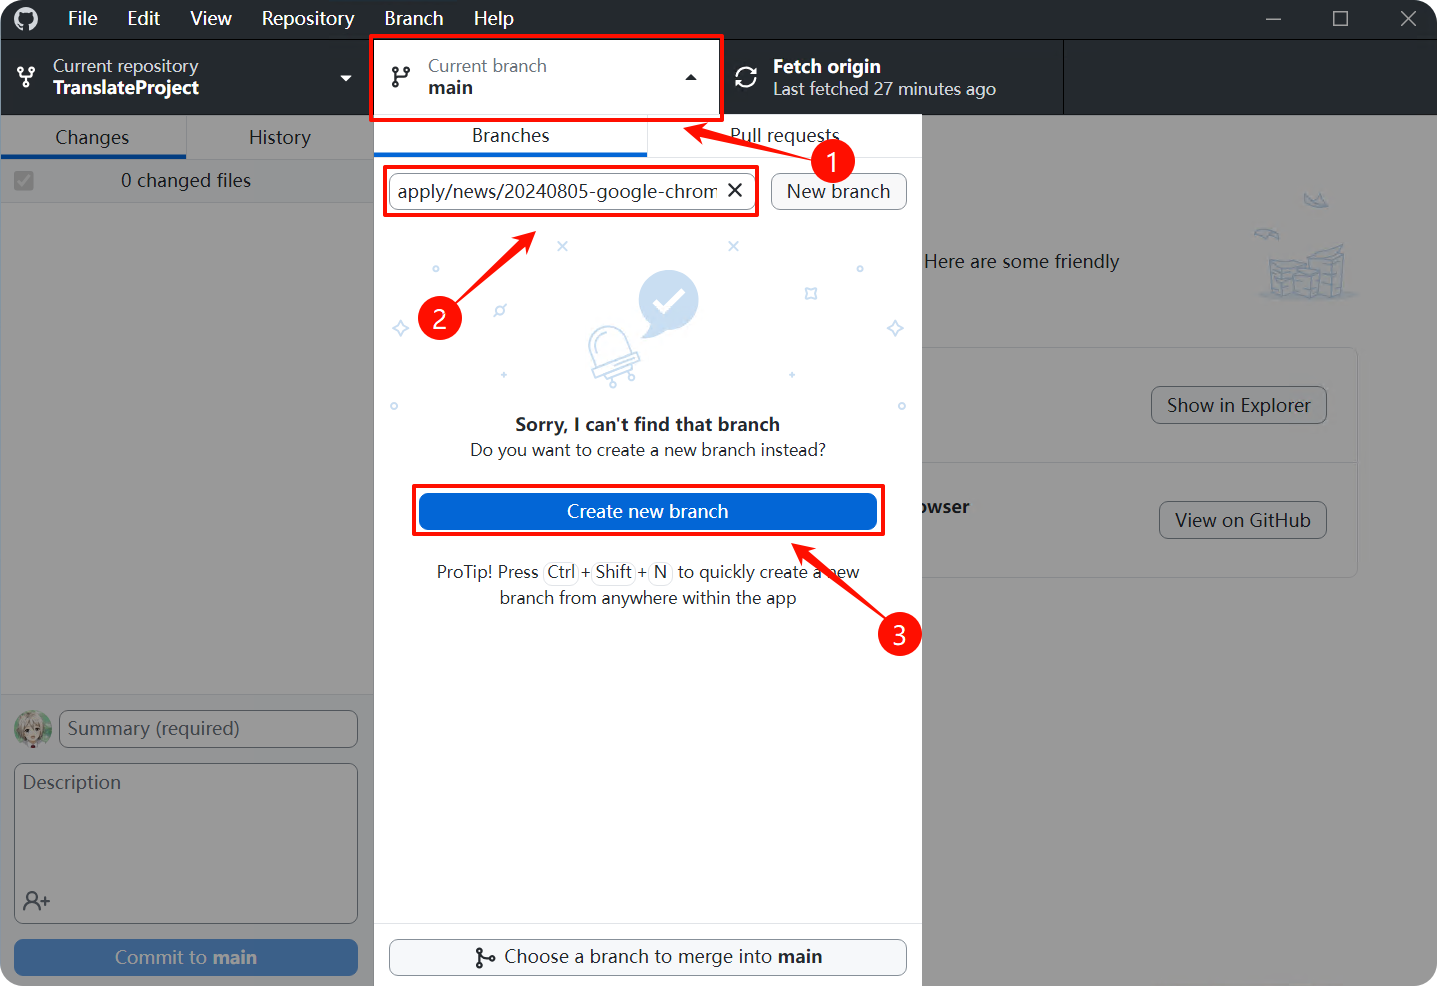 File Edit View Repository Branch Help
Current repository
TranslateProject
Current branch
main
Fetch origin
Last fetched 27 minutes ago
Changes
History
Branches
Pull requests
1
0 changed files
apply/news/20240805-google-chrom
New branch
2
Here are some friendly
Sorry, I can't find that branch
Do you want to create a new branch instead?
Show in Explorer
Create new branch
View on GitHub
ProTip! Press Ctrl + Shift + N to quickly create a new
branch from anywhere within the app
3
Summary (required)
Description
Commit to main
Choose a branch to merge into main